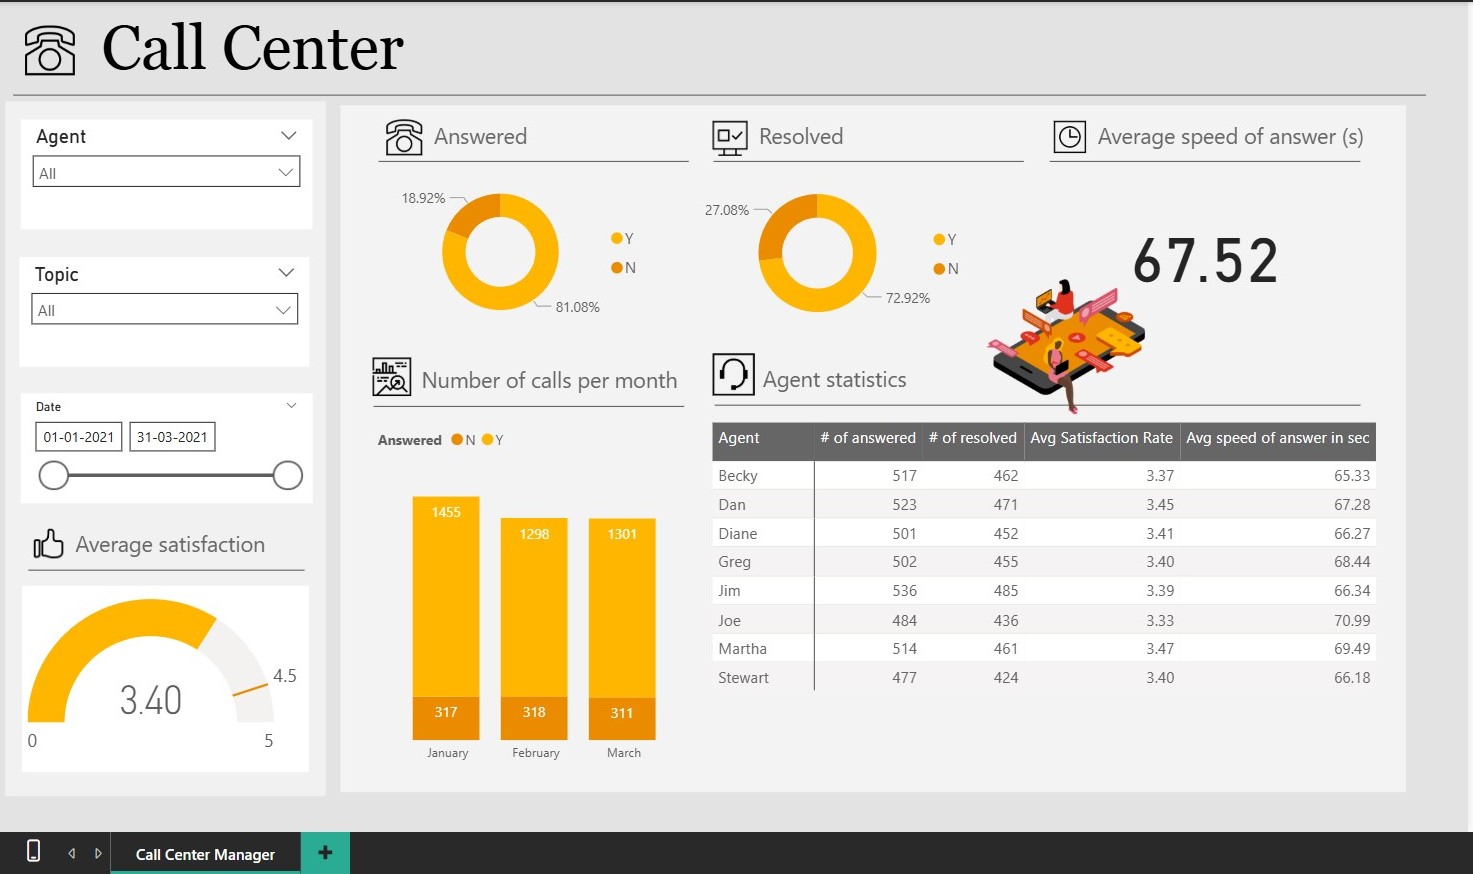 Call Center
Agent
All
Topic
All
Date
01-01-2021 31-03-2021
Average satisfaction
3.40
4.5
0 5
Answered
18.92%
Y
N
81.08%
Resolved
27.08%
Y
N
72.92%
Average speed of answer (s)
67.52
Number of calls per month
Answered N Y
1455 1298 1301
317 318 311
January February March
Agent statistics
Agent # of answered # of resolved Avg Satisfaction Rate Avg speed of answer in sec
Becky 517 462 3.37 65.33
Dan 523 471 3.45 67.28
Diane 501 452 3.41 66.27
Greg 502 455 3.40 68.44
Jim 536 485 3.39 66.34
Joe 484 436 3.33 70.99
Martha 514 461 3.47 69.49
Stewart 477 424 3.40 66.18
Call Center Manager